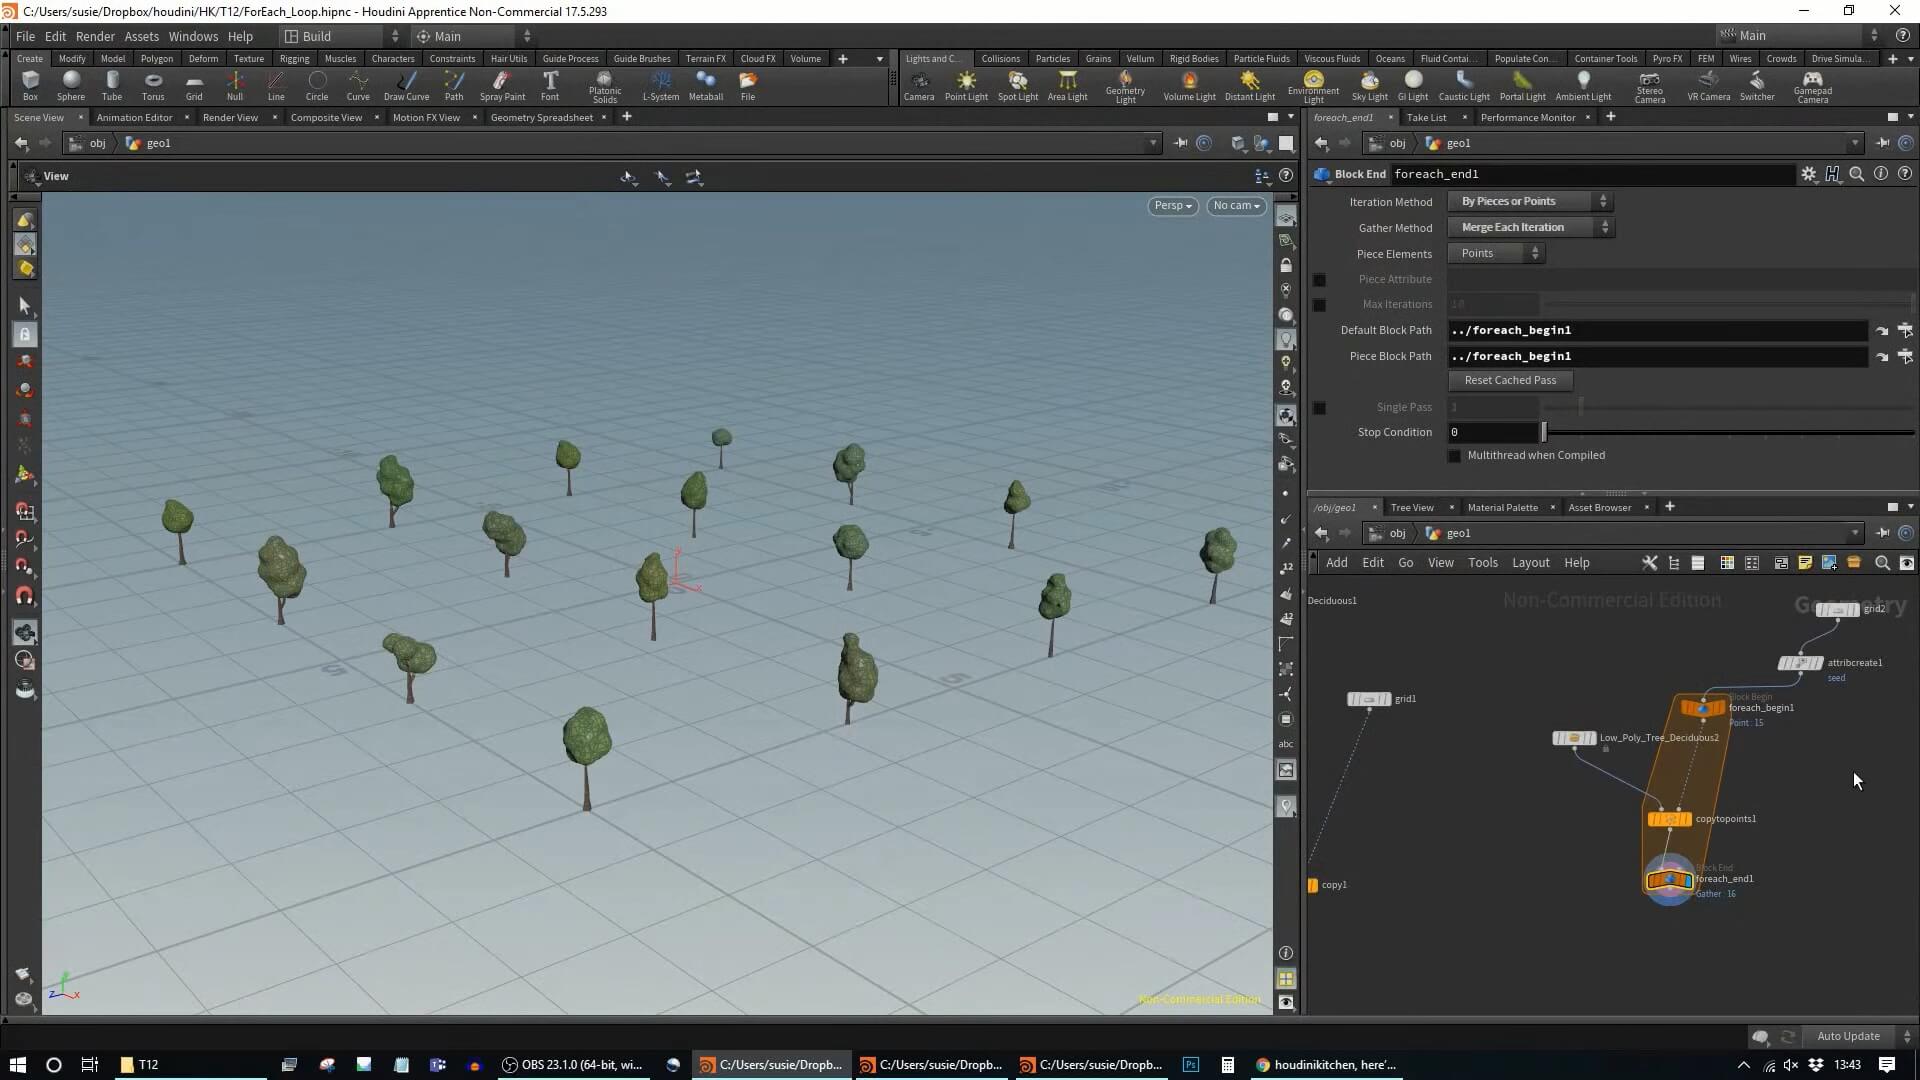 C:/Users/susie/Dropbox/houdini/HK/T12/ForEach_Loop.hipnc - Houdini Apprentice Non-Commercial 17.5.293
File Edit Render Assets Windows Help Build Main Main
Create Modify Model Polygon Deform Texture Rigging Muscles Characters Constraints Hair Utils Guide Process Guide Brushes Terrain FX Cloud FX Volume
Lights and C... Collisions Particles Grains Vellum Rigid Bodies Particle Fluids Viscous Fluids Oceans Fluid Contai... Populate Con... Container Tools Pyro FX FEM Wires Crowds Drive Simula...
Box Sphere Tube Torus Grid Null Line Circle Curve Draw Curve Path Spray Paint Font Platonic Solids L-System Metaball File
Camera Point Light Spot Light Area Light Geometry Light Volume Light Distant Light Environment Light Sky Light GI Light Caustic Light Portal Light Ambient Light Stereo Camera VR Camera Switcher Gamepad Camera
Scene View Animation Editor Render View Composite View Motion FX View Geometry Spreadsheet
foreach_end1 Take List Performance Monitor
obj geo1
obj geo1
View
Persp No cam
Block End foreach_end1
Iteration Method By Pieces or Points
Gather Method Merge Each Iteration
Piece Elements Points
Piece Attribute
Max Iterations 10
Default Block Path ../foreach_begin1
Piece Block Path ../foreach_begin1
Reset Cached Pass
Single Pass
Stop Condition 0
Multithread when Compiled
/obj/geo1 Tree View Material Palette Asset Browser
obj geo1
Add Edit Go View Tools Layout Help
Deciduous1
Non-Commercial Edition
Geometry
grid2
attribcreate1
seed
Block Begin
foreach_begin1
Point : 15
grid1
Low_Poly_Tree_Deciduous2
copytopoints1
Block End
foreach_end1
Gather : 16
copy1
5
5
12
12
abc
z x
Non-Commercial Edition
Auto Update
T12
OBS 23.1.0 (64-bit, wi...
C:/Users/susie/Dropb...
C:/Users/susie/Dropb...
C:/Users/susie/Dropb...
Ps
houdinikitchen, here'...
13:43